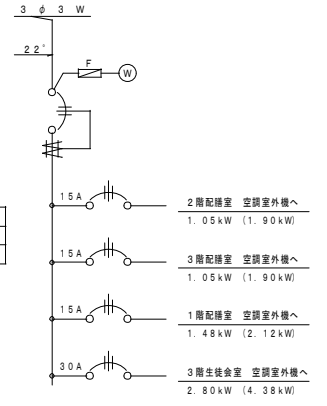 3φ3W
22°
F
W
15A
2階配膳室 空調室外機へ
1.05kW (1.90kW)
15A
3階配膳室 空調室外機へ
1.05kW (1.90kW)
15A
1階配膳室 空調室外機へ
1.48kW (2.12kW)
30A
3階生徒会室 空調室外機へ
2.80kW (4.38kW)